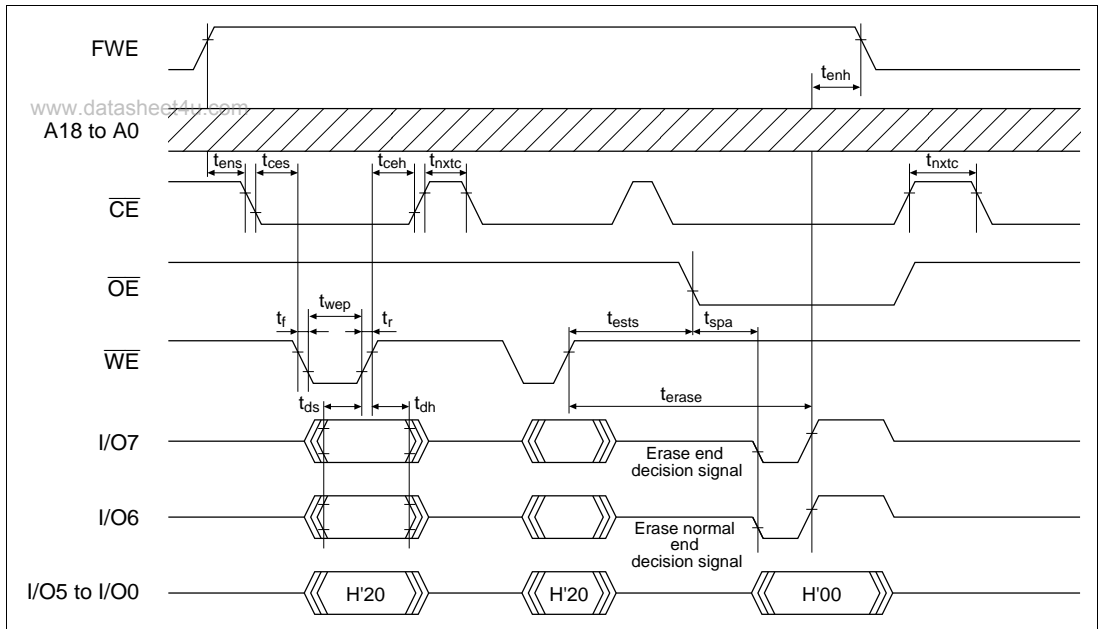 FWE
tenh
www.datasheet4u.com
A18 to A0
tens tces tceh tnxtc tnxtc
CE
OE
twep
tf tr tests tspa
WE
terase
tds tdh
I/O7
Erase end
decision signal
I/O6
Erase normal
end
decision signal
I/O5 to I/O0 H'20 H'20 H'00